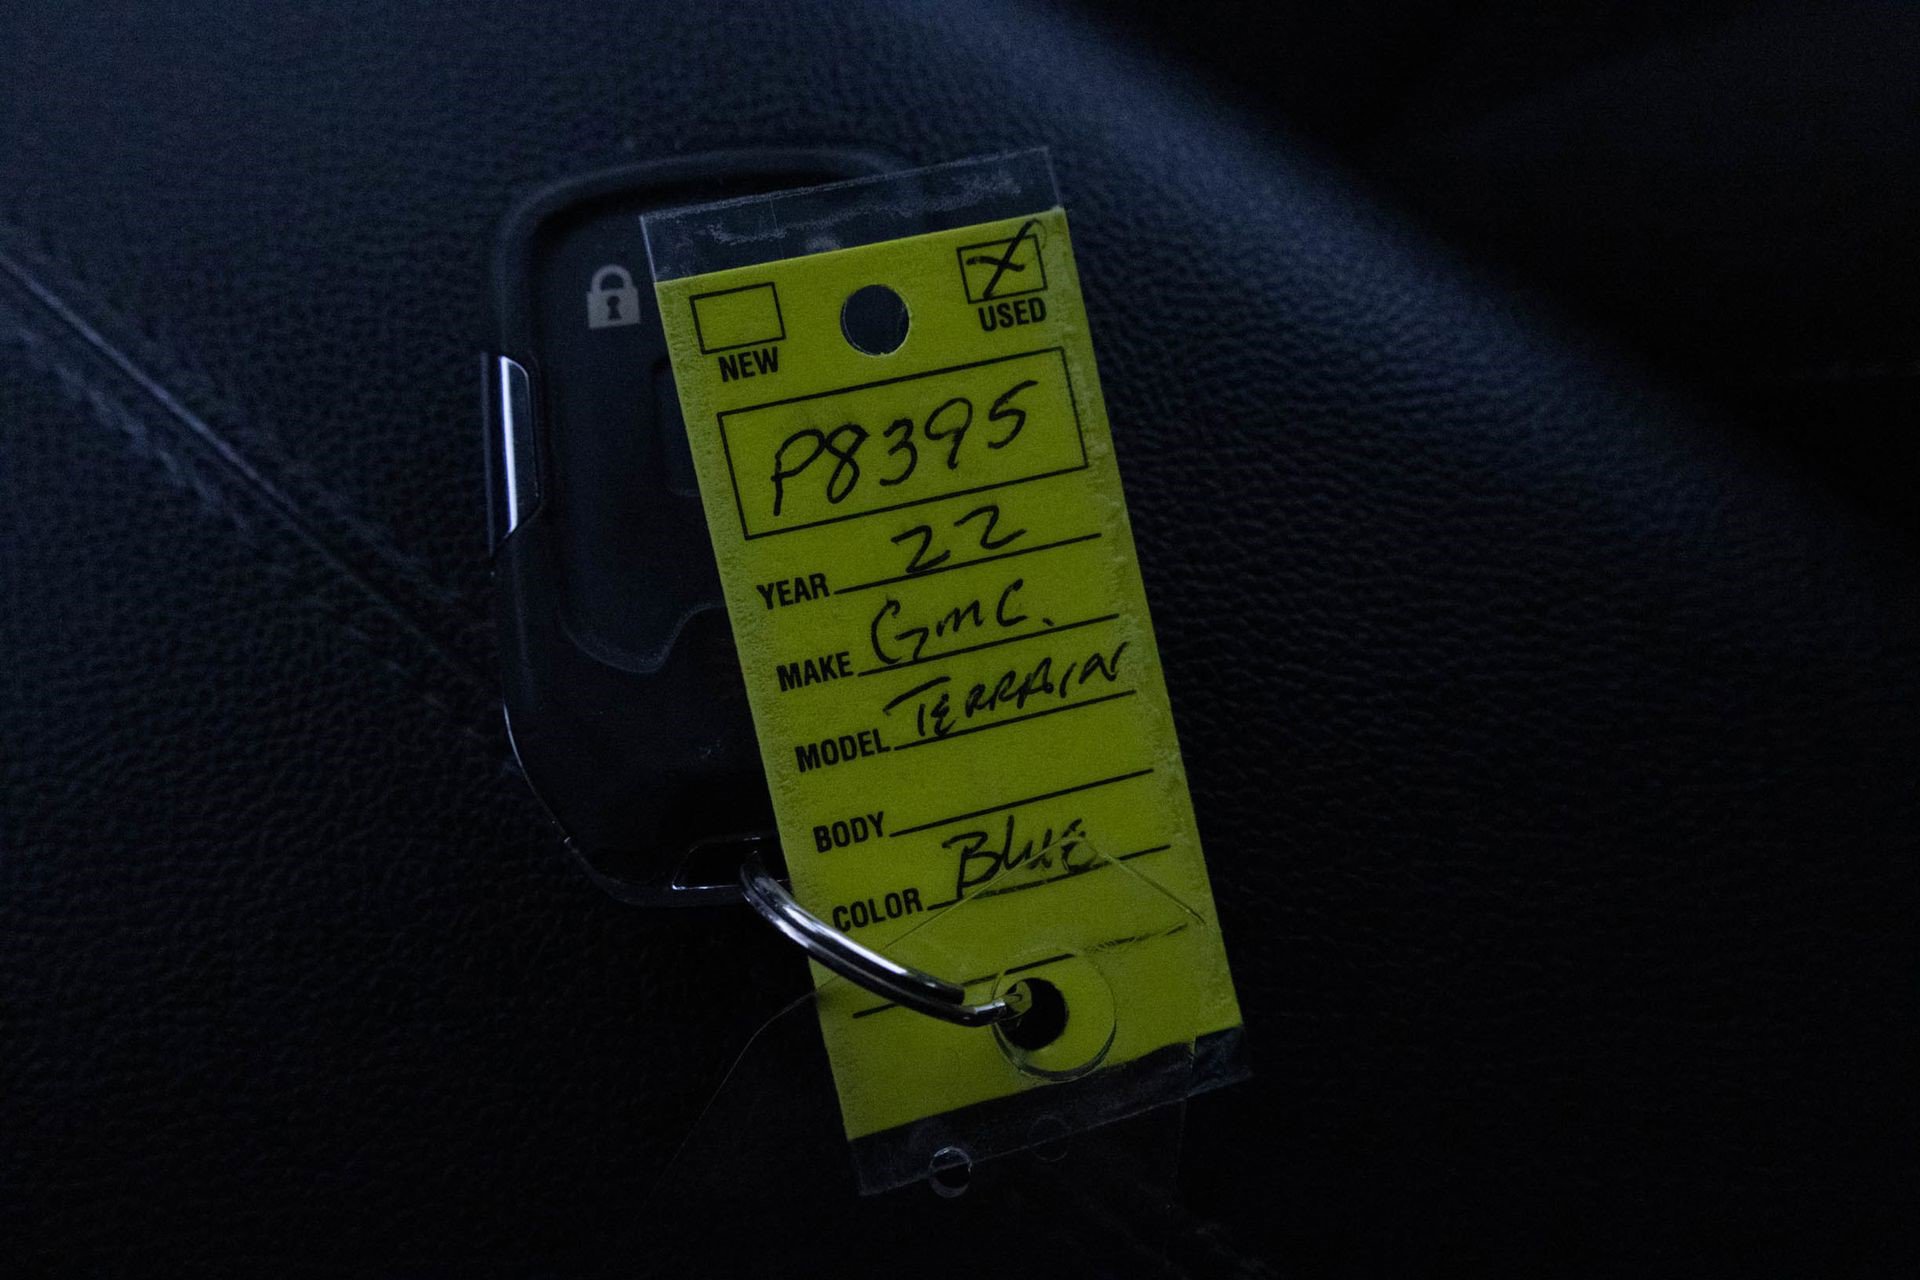 NEW X USED
P8395
YEAR 22
MAKE GMC.
MODEL TERRAIN
BODY
COLOR Blue